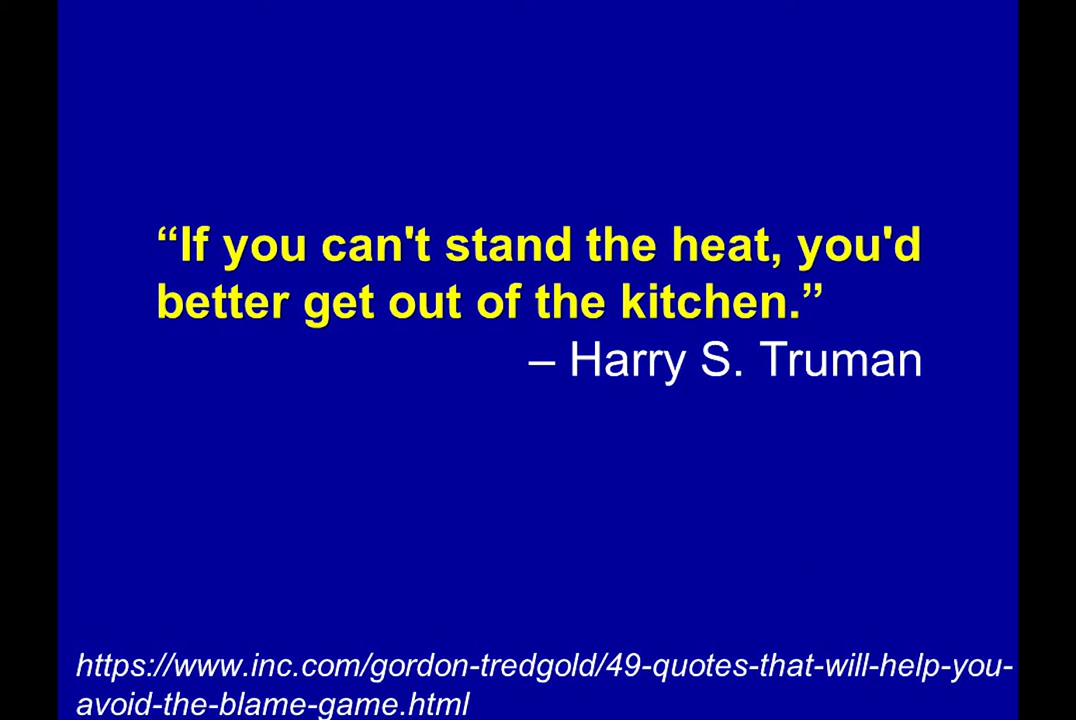 “If you can't stand the heat, you'd
better get out of the kitchen.”
– Harry S. Truman
https://www.inc.com/gordon-tredgold/49-quotes-that-will-help-you-
avoid-the-blame-game.html